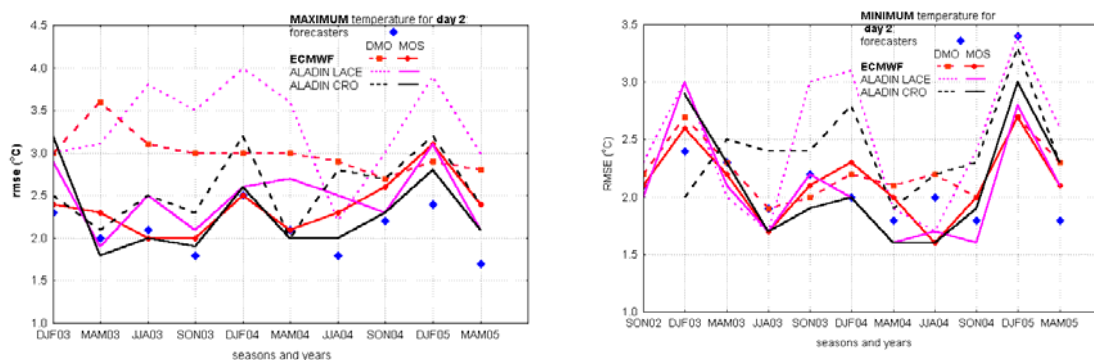 MAXIMUM temperature for
day 2
forecasters
DMO MOS
ECMWF
ALADIN LACE
ALADIN CRO
rmse (°C)
4.5
4.0
3.5
3.0
2.5
2.0
1.5
1.0
DJF03 MAM03 JJA03 SON03 DJF04 MAM04 JJA04 SON04 DJF05 MAM05
seasons and years
MINIMUM temperature for
day 2
forecasters
DMO MOS
ECMWF
ALADIN LACE
ALADIN CRO
RMSE (°C)
3.5
3.0
2.5
2.0
1.5
1.0
SON02 DJF03 MAM03 JJA03 SON03 DJF04 MAM04 JJA04 SON04 DJF05 MAM05
seasons and years